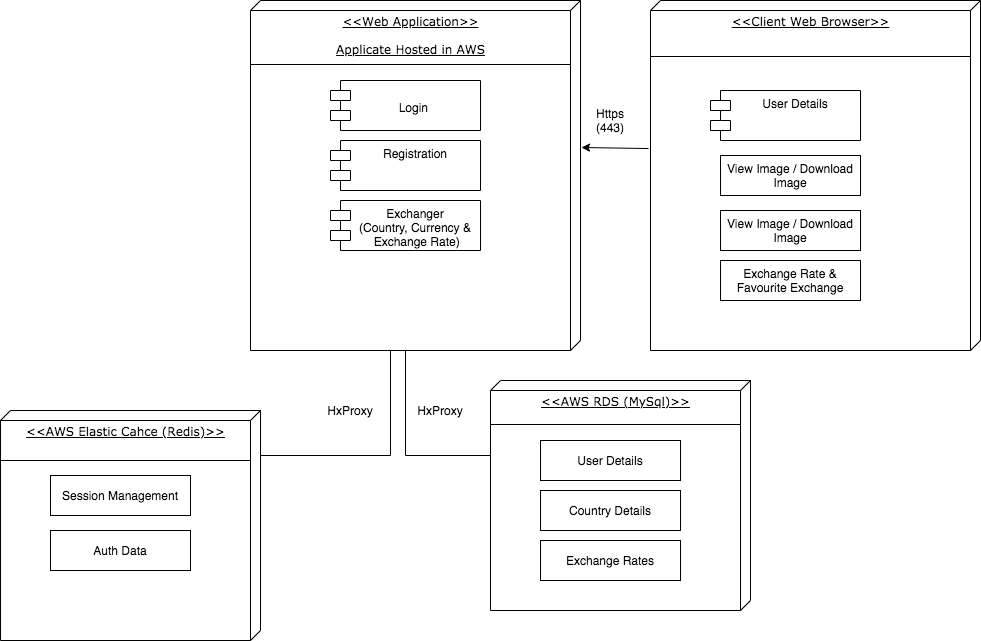 <<Web Application>>
Applicate Hosted in AWS
Login
Registration
Exchanger
(Country, Currency &
Exchange Rate)
Https
(443)
<<Client Web Browser>>
User Details
View Image / Download
Image
View Image / Download
Image
Exchange Rate &
Favourite Exchange
HxProxy
HxProxy
<<AWS Elastic Cahce (Redis)>>
Session Management
Auth Data
<<AWS RDS (MySql)>>
User Details
Country Details
Exchange Rates